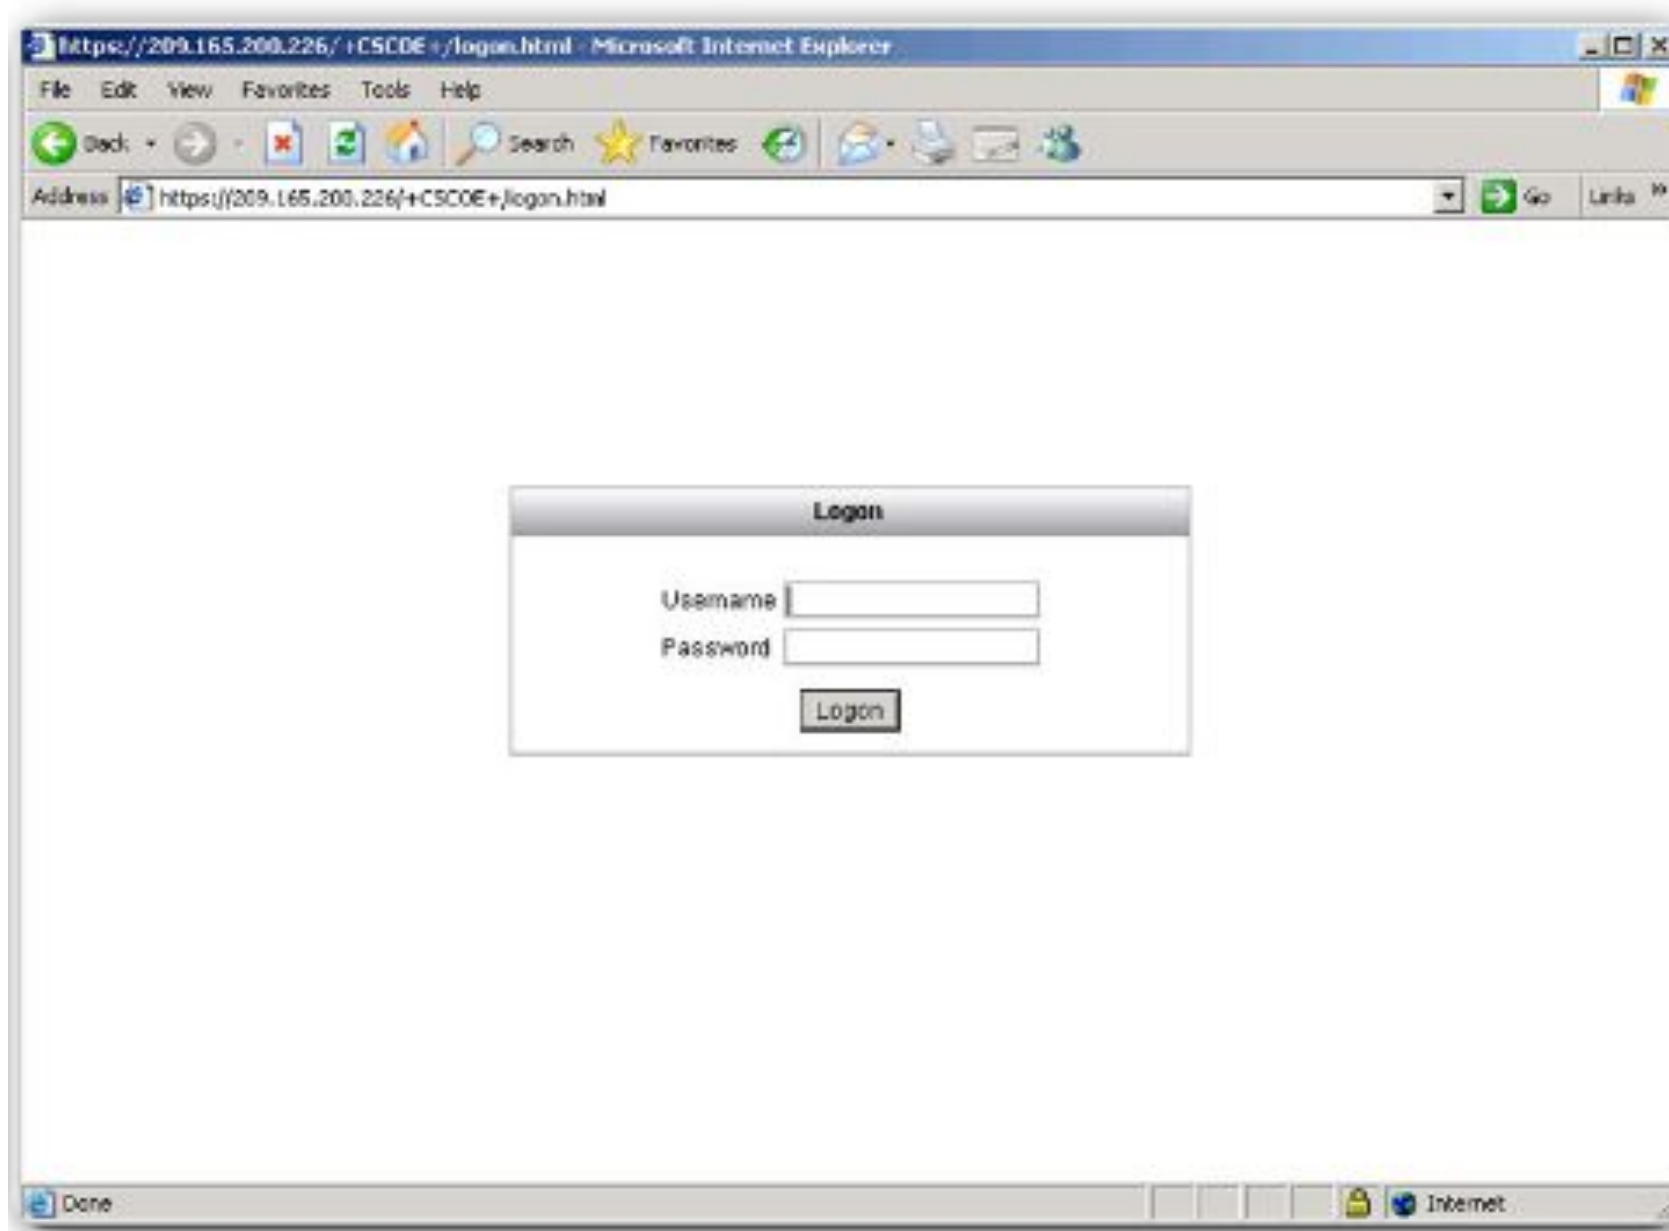 https://209.165.200.226/+CSCOE+/logon.html - Microsoft Internet Explorer
File Edit View Favorites Tools Help
Back Search Favorites
Address https://209.165.200.226/+CSCOE+/logon.html Go Links »
Logon
Username
Password
Logon
Done Internet